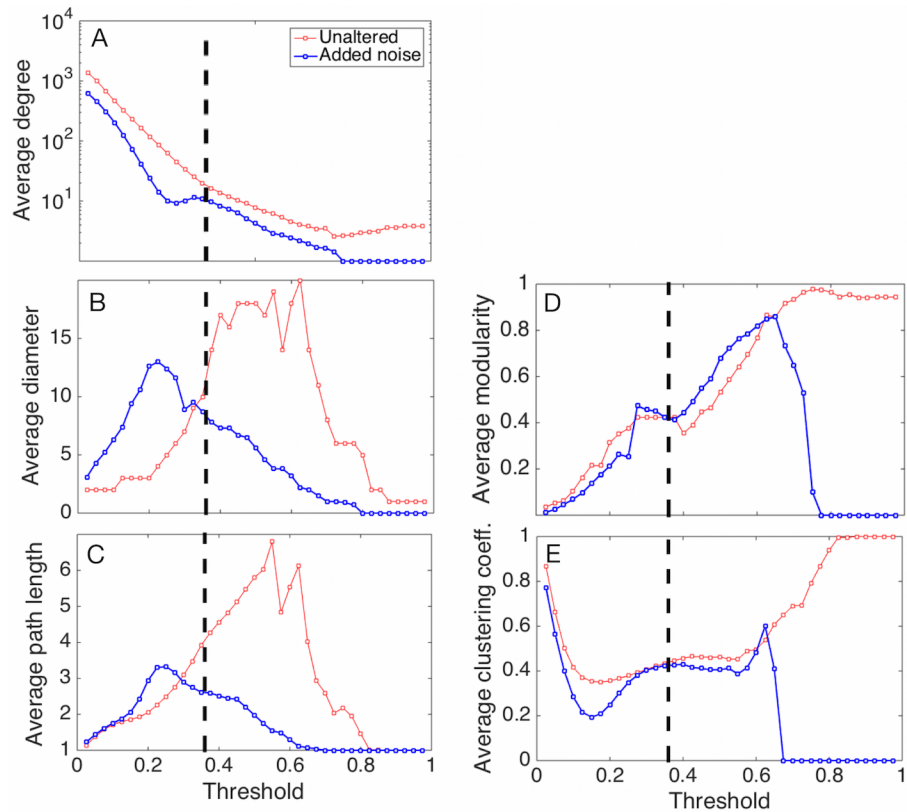 A
Unaltered
Added noise
10^4
10^3
10^2
10^1
Average degree
B
15
10
5
0
Average diameter
C
6
5
4
3
2
1
Average path length
0 0.2 0.4 0.6 0.8 1
Threshold
D
1
0.8
0.6
0.4
0.2
Average modularity
E
1
0.8
0.6
0.4
0.2
0
Average clustering coeff.
0 0.2 0.4 0.6 0.8 1
Threshold